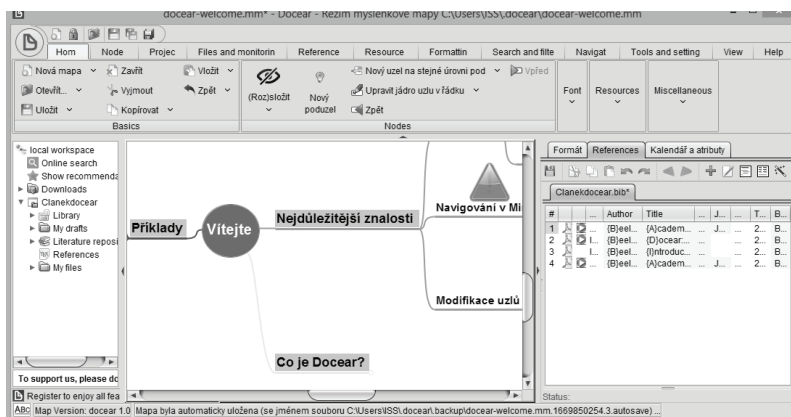 docear-welcome.mm* - Docear - Režim myšlenkové mapy C:\Users\ISS\.docear\docear-welcome.mm
Hom Node Projec Files and monitorin Reference Resource Formattin Search and filte Navigat Tools and setting View Help
Nová mapa Zavřít Vložit
Otevřít... Vyjmout Zpět
Uložit Kopírovat
Basics
(Roz)složit
Nový poduzel
Nový uzel na stejné úrovni pod Vpřed
Upravit jádro uzlu v řádku
Zpět
Nodes
Font Resources Miscellaneous
local workspace
Online search
Show recommenda
Downloads
Clanekdocear
Library
My drafts
Literature reposi
References
My files
To support us, please do
Příklady
Vítejte
Nejdůležitější znalosti
Navigování v Mi
Modifikace uzlů
Co je Docear?
Formát References Kalendář a atributy
Clanekdocear.bib*
# ... Author Title ... J... ... T... B...
1 ... {B}eel... {A}cadem... ... J... ... 2... B...
2 I... {B}eel... {D}ocear:... ... ... 2... B...
3 I... {B}eel... {I}ntroduc... ... ... 2... B...
4 ... {B}eel... {A}cadem... ... J... ... 2... B...
Status:
Register to enjoy all fea
ABC Map Version: docear 1.0 Mapa byla automaticky uložena (se jménem souboru C:\Users\ISS\docear\.backup\docear-welcome.mm.1669850254.3.autosave) ...